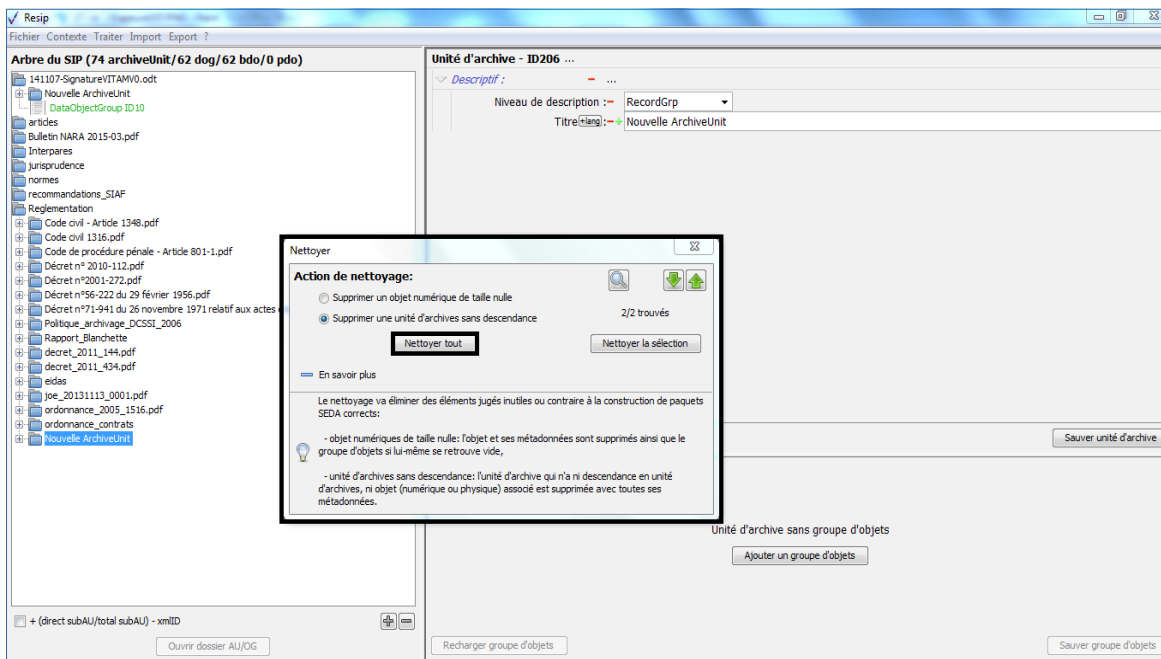 Resip
Fichier Contexte Traiter Import Export ?
Arbre du SIP (74 archiveUnit/62 dog/62 bdo/0 pdo)
141107-SignatureVITAMV0.odt
Nouvelle ArchiveUnit
DataObjectGroup ID10
articles
Bulletin NARA 2015-03.pdf
Interpares
jurisprudence
normes
recommandations_SIAF
Reglementation
Code civil - Article 1348.pdf
Code civil 1316.pdf
Code de procédure pénale - Article 801-1.pdf
Décret n° 2010-112.pdf
Décret n°2001-272.pdf
Décret n°56-222 du 29 février 1956.pdf
Décret n°71-941 du 26 novembre 1971 relatif aux actes
Politique_archivage_DCSSI_2006
Rapport_Blanchette
decret_2011_144.pdf
decret_2011_434.pdf
eidas
joe_20131113_0001.pdf
ordonnance_2005_1516.pdf
ordonnance_contrats
Nouvelle ArchiveUnit
+ (direct subAU/total subAU) - xmlID
Ouvrir dossier AU/OG
Unité d'archive - ID206 ...
Descriptif : - ...
Niveau de description :- RecordGrp
Titre +lang :-+ Nouvelle ArchiveUnit
Nettoyer
Action de nettoyage:
Supprimer un objet numérique de taille nulle
Supprimer une unité d'archives sans descendance
2/2 trouvés
Nettoyer tout
Nettoyer la sélection
En savoir plus
Le nettoyage va éliminer des éléments jugés inutiles ou contraire à la construction de paquets
SEDA corrects:
- objet numériques de taille nulle: l'objet et ses métadonnées sont supprimés ainsi que le
groupe d'objets si lui-même se retrouve vide,
- unité d'archives sans descendance: l'unité d'archive qui n'a ni descendance en unité
d'archives, ni objet (numérique ou physique) associé est supprimée avec toutes ses
métadonnées.
Sauver unité d'archive
Unité d'archive sans groupe d'objets
Ajouter un groupe d'objets
Recharger groupe d'objets
Sauver groupe d'objets